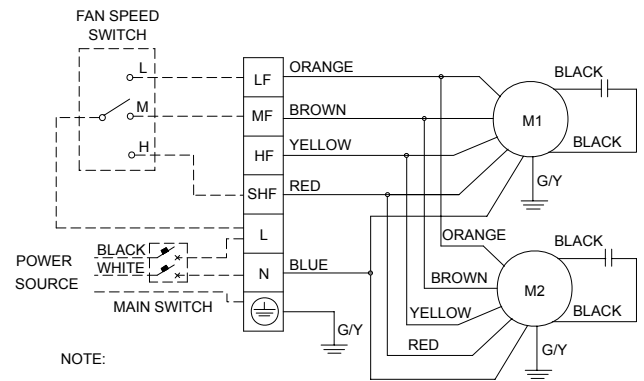 FAN SPEED
SWITCH
L
M
H
LF
MF
HF
SHF
L
N
ORANGE
BROWN
YELLOW
RED
BLUE
BLACK
M1
BLACK
G/Y
ORANGE
BROWN
YELLOW
RED
BLACK
M2
BLACK
G/Y
POWER
SOURCE
BLACK
WHITE
MAIN SWITCH
G/Y
NOTE: